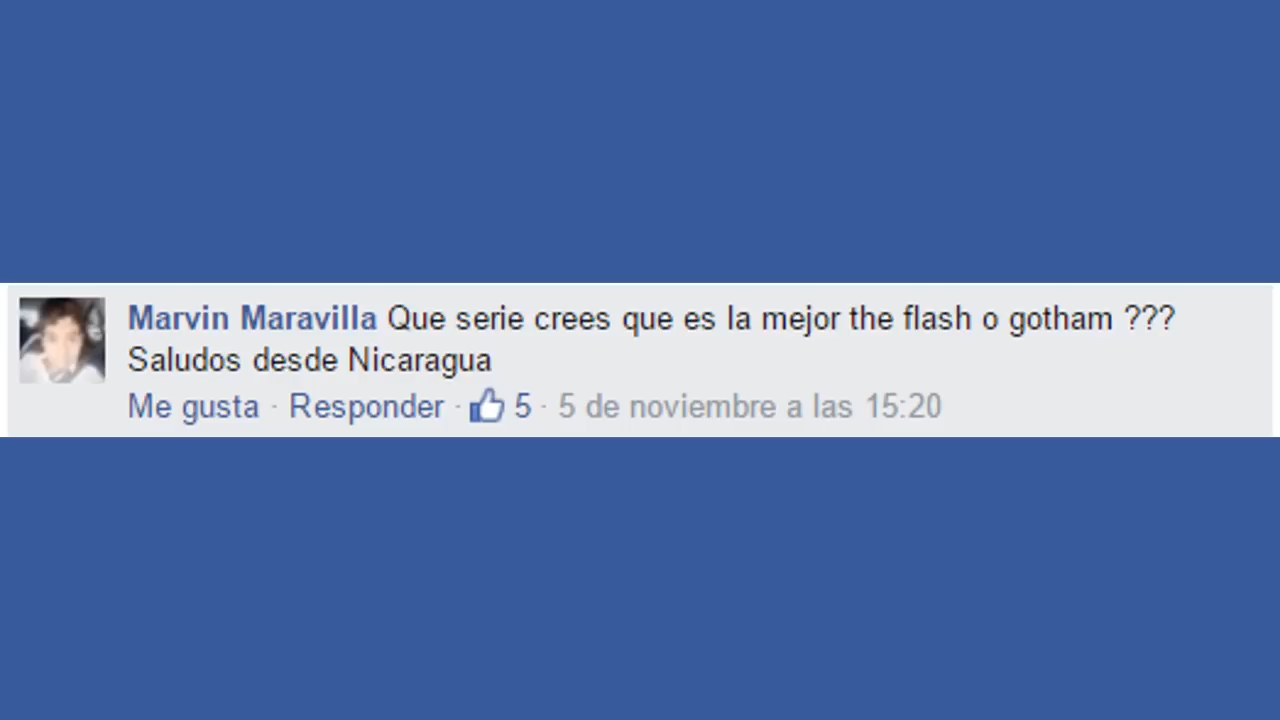 Marvin Maravilla Que serie crees que es la mejor the flash o gotham ???
Saludos desde Nicaragua
Me gusta · Responder · 5 · 5 de noviembre a las 15:20